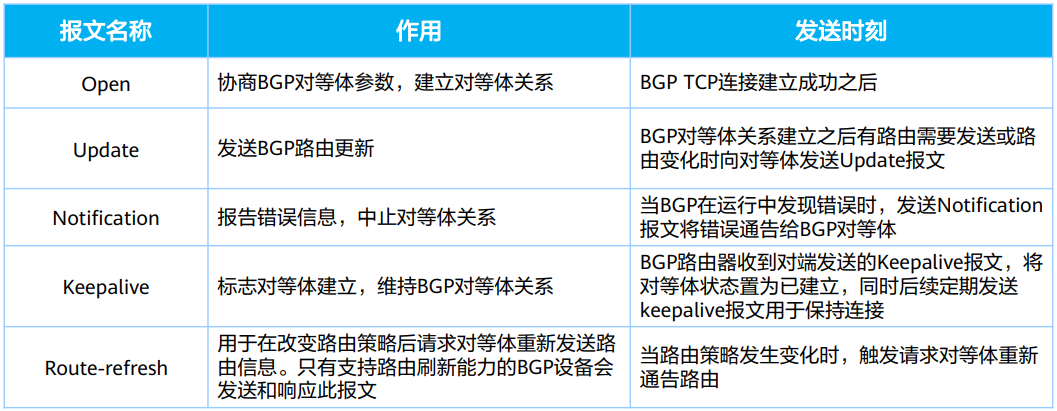 报文名称
作用
发送时刻
Open
协商BGP对等体参数，建立对等体关系
BGP TCP连接建立成功之后
Update
发送BGP路由更新
BGP对等体关系建立之后有路由需要发送或路
由变化时向对等体发送Update报文
Notification
报告错误信息，中止对等体关系
当BGP在运行中发现错误时，发送Notification
报文将错误通告给BGP对等体
Keepalive
标志对等体建立，维持BGP对等体关系
BGP路由器收到对端发送的Keepalive报文，将
对等体状态置为已建立，同时后续定期发送
keepalive报文用于保持连接
Route-refresh
用于在改变路由策略后请求对等体重新发送路
由信息。只有支持路由刷新能力的BGP设备会
发送和响应此报文
当路由策略发生变化时，触发请求对等体重新
通告路由